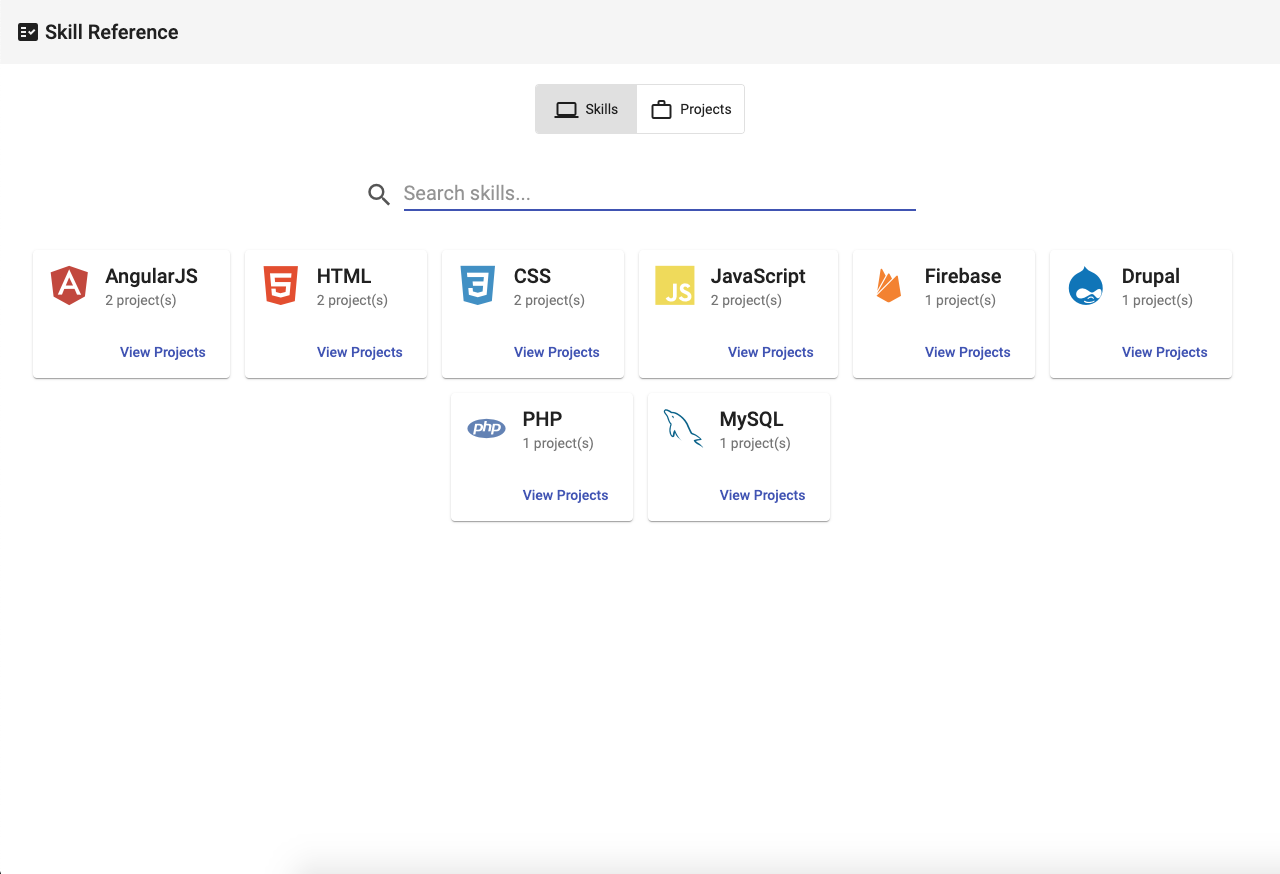 Skill Reference
Skills Projects
Search skills...
AngularJS
2 project(s)
View Projects
HTML
2 project(s)
View Projects
CSS
2 project(s)
View Projects
JS
JavaScript
2 project(s)
View Projects
Firebase
1 project(s)
View Projects
Drupal
1 project(s)
View Projects
php
PHP
1 project(s)
View Projects
MySQL
1 project(s)
View Projects